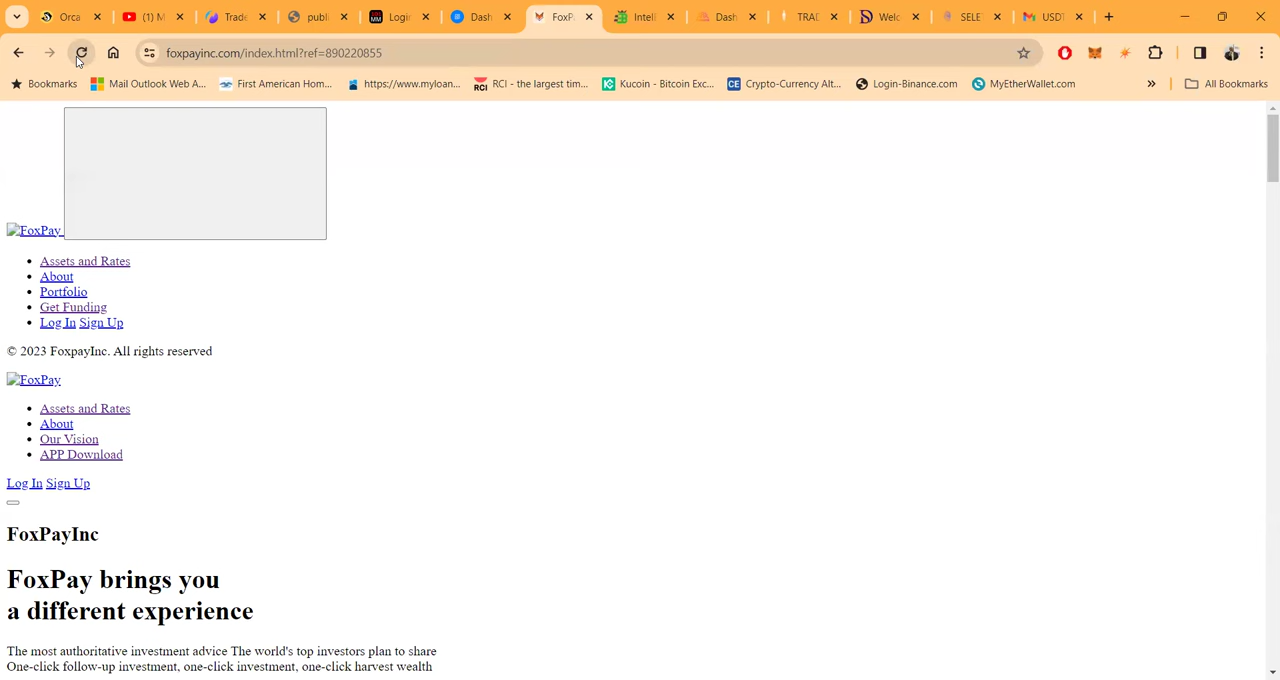 Orca
(1) M
Trade
publi
Login
Dash
FoxP
Intell
Dash
TRAD
Welc
SELE
USDT
foxpayinc.com/index.html?ref=890220855
Bookmarks
Mail Outlook Web A...
First American Hom...
https://www.myloan...
RCI - the largest tim...
Kucoin - Bitcoin Exc...
Crypto-Currency Alt...
Login-Binance.com
MyEtherWallet.com
»
All Bookmarks
FoxPay
Assets and Rates
About
Portfolio
Get Funding
Log In Sign Up
© 2023 FoxpayInc. All rights reserved
FoxPay
Assets and Rates
About
Our Vision
APP Download
Log In Sign Up
FoxPayInc
FoxPay brings you
a different experience
The most authoritative investment advice The world's top investors plan to share
One-click follow-up investment, one-click investment, one-click harvest wealth